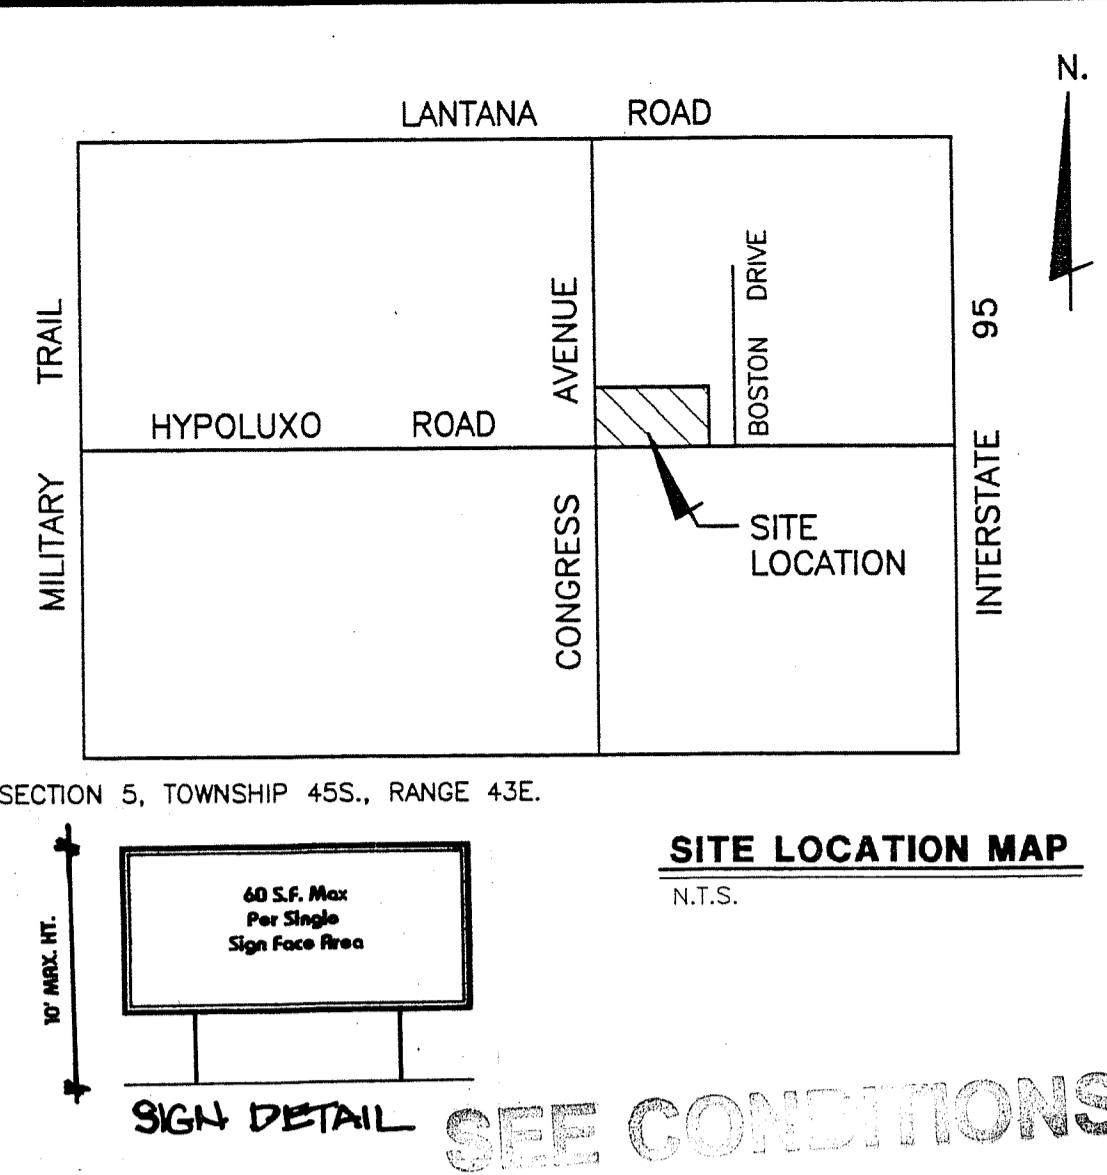 N.
LANTANA ROAD
MILITARY TRAIL
HYPOLUXO ROAD
CONGRESS AVENUE
BOSTON DRIVE
INTERSTATE 95
SITE
LOCATION
SECTION 5, TOWNSHIP 45S., RANGE 43E.
SITE LOCATION MAP
N.T.S.
10' MAX. HT.
60 S.F. Max
Per Single
Sign Face Area
SIGN DETAIL
SEE CONDITIONS